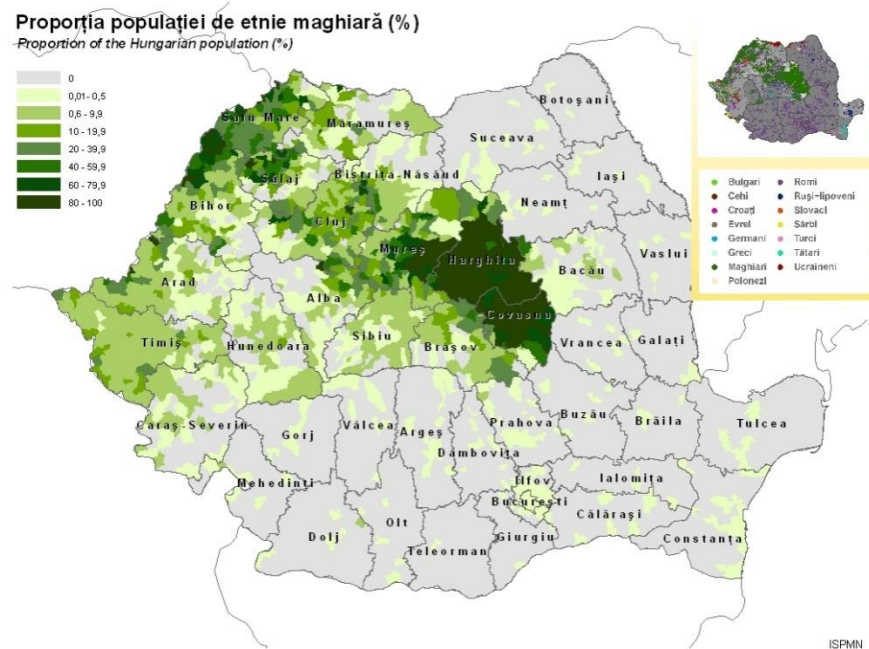 Proporția populației de etnie maghiară (%)
Proportion of the Hungarian population (%)
0
0,01- 0,5
0,6- 9,9
10 - 19,9
20 - 39,9
40 - 59,9
60 - 79,9
80 - 100
Satu Mare
Maramureș
Botoșani
Suceava
Sălaj
Bistrița-Năsăud
Iași
Bihor
Cluj
Neamț
Mureș
Harghita
Bacău
Vaslui
Arad
Alba
Covasna
Timiș
Hunedoara
Sibiu
Brașov
Vrancea
Galați
Caraș-Severin
Gorj
Vâlcea
Argeș
Prahova
Buzău
Brăila
Tulcea
Dâmbovița
Mehedinți
Ilfov
Ialomița
București
Călărași
Dolj
Olt
Teleorman
Giurgiu
Constanța
Bulgari
Cehi
Croați
Evrei
Germani
Greci
Maghiari
Polonezi
Romi
Ruși-lipoveni
Slovaci
Sârbi
Turci
Tătari
Ucraineni
ISPMN